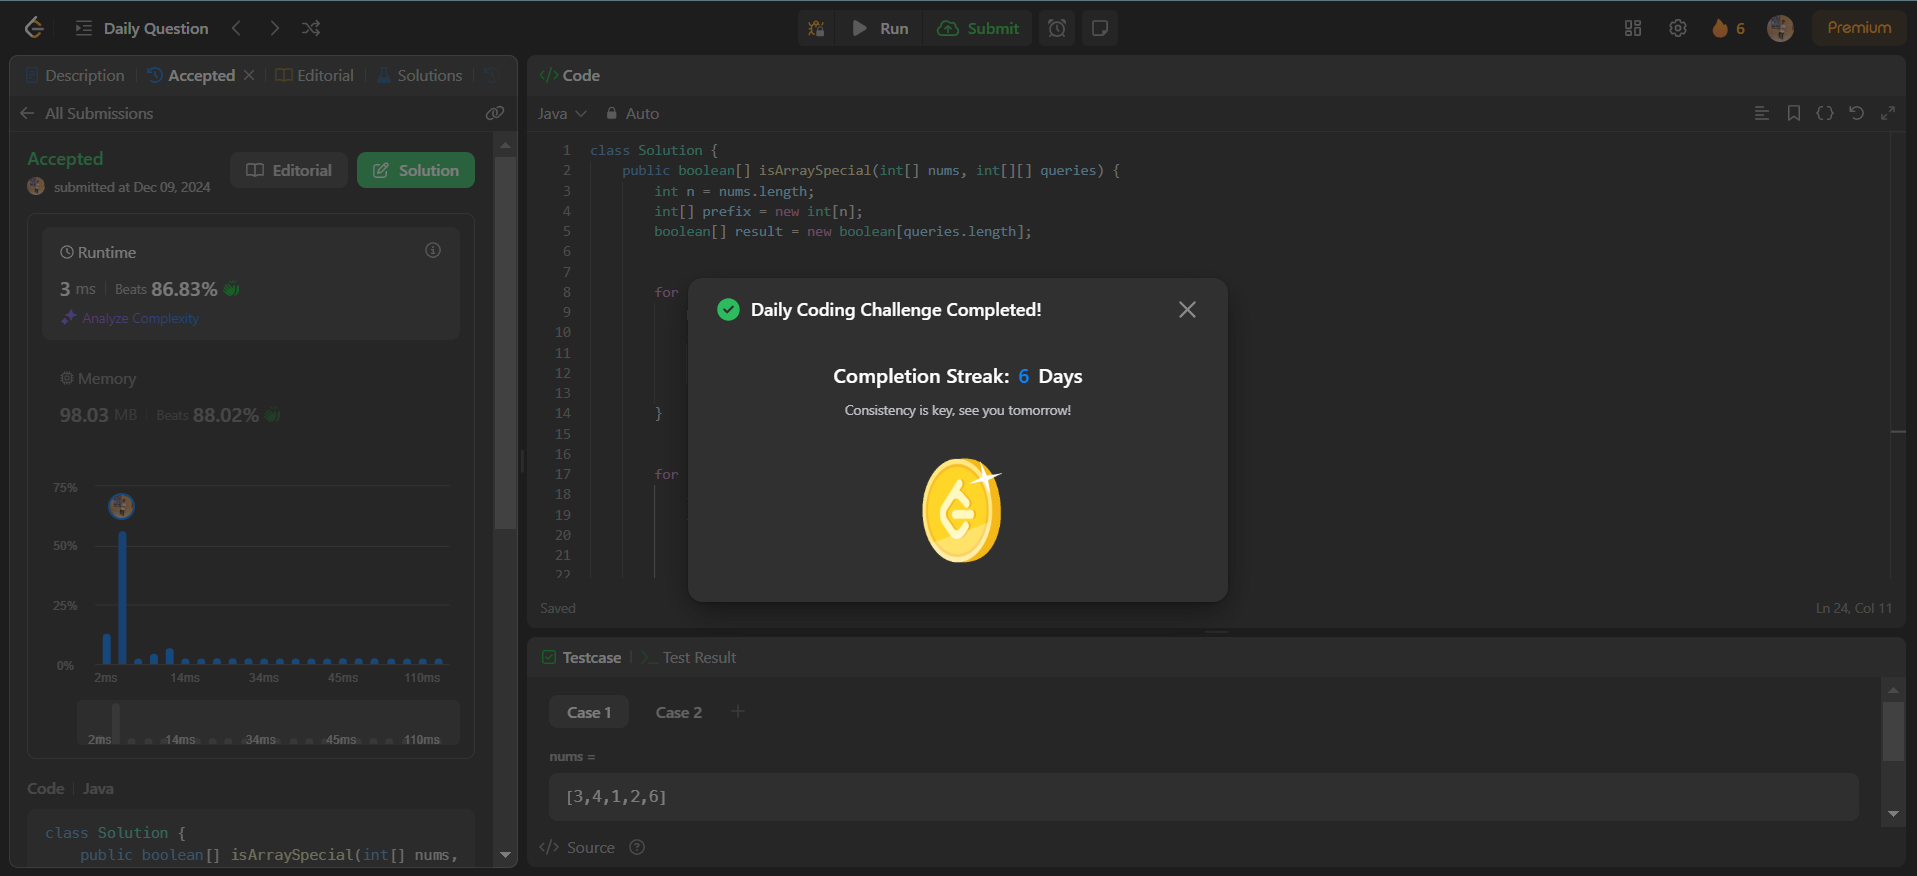 Daily Question
Run
Submit
6
Premium
Description
Accepted
Editorial
Solutions
All Submissions
Accepted
submitted at Dec 09, 2024
Editorial
Solution
Runtime
3 ms
Beats 86.83%
Analyze Complexity
Memory
98.03 MB
Beats 88.02%
75%
50%
25%
0%
2ms 14ms 34ms 45ms 110ms
2ms 14ms 34ms 45ms 110ms
Code | Java
class Solution {
public boolean[] isArraySpecial(int[] nums,
</> Code
Java
Auto
1 class Solution {
2 public boolean[] isArraySpecial(int[] nums, int[][] queries) {
3 int n = nums.length;
4 int[] prefix = new int[n];
5 boolean[] result = new boolean[queries.length];
6
7
8 for
9
10
11
12
13
14 }
15
16
17 for
18
19
20
21
22
Saved
Ln 24, Col 11
Daily Coding Challenge Completed!
Completion Streak: 6 Days
Consistency is key, see you tomorrow!
Testcase
Test Result
Case 1
Case 2
+
nums =
[3,4,1,2,6]
</> Source